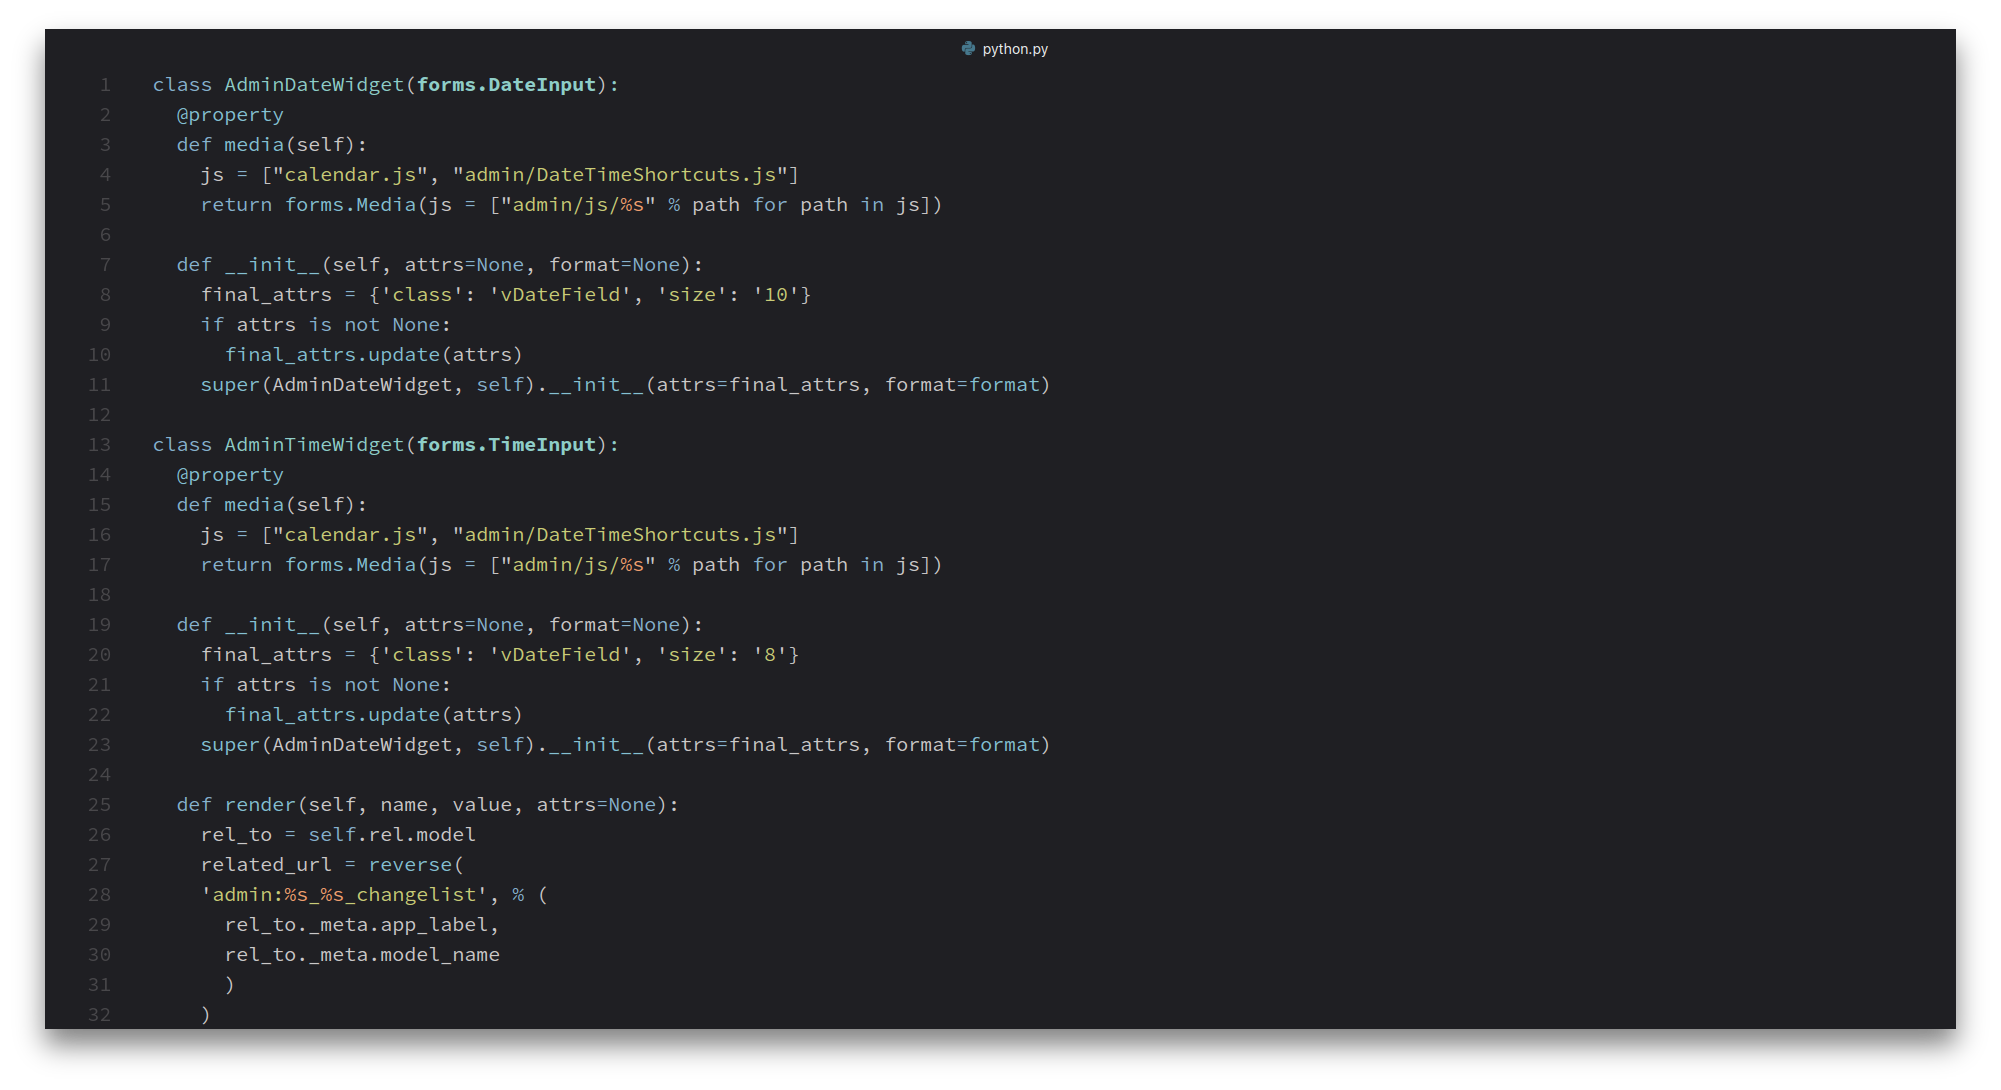 python.py
1 class AdminDateWidget(forms.DateInput):
2 @property
3 def media(self):
4 js = ["calendar.js", "admin/DateTimeShortcuts.js"]
5 return forms.Media(js = ["admin/js/%s" % path for path in js])
6
7 def __init__(self, attrs=None, format=None):
8 final_attrs = {'class': 'vDateField', 'size': '10'}
9 if attrs is not None:
10 final_attrs.update(attrs)
11 super(AdminDateWidget, self).__init__(attrs=final_attrs, format=format)
12
13 class AdminTimeWidget(forms.TimeInput):
14 @property
15 def media(self):
16 js = ["calendar.js", "admin/DateTimeShortcuts.js"]
17 return forms.Media(js = ["admin/js/%s" % path for path in js])
18
19 def __init__(self, attrs=None, format=None):
20 final_attrs = {'class': 'vDateField', 'size': '8'}
21 if attrs is not None:
22 final_attrs.update(attrs)
23 super(AdminDateWidget, self).__init__(attrs=final_attrs, format=format)
24
25 def render(self, name, value, attrs=None):
26 rel_to = self.rel.model
27 related_url = reverse(
28 'admin:%s_%s_changelist', % (
29 rel_to._meta.app_label,
30 rel_to._meta.model_name
31 )
32 )